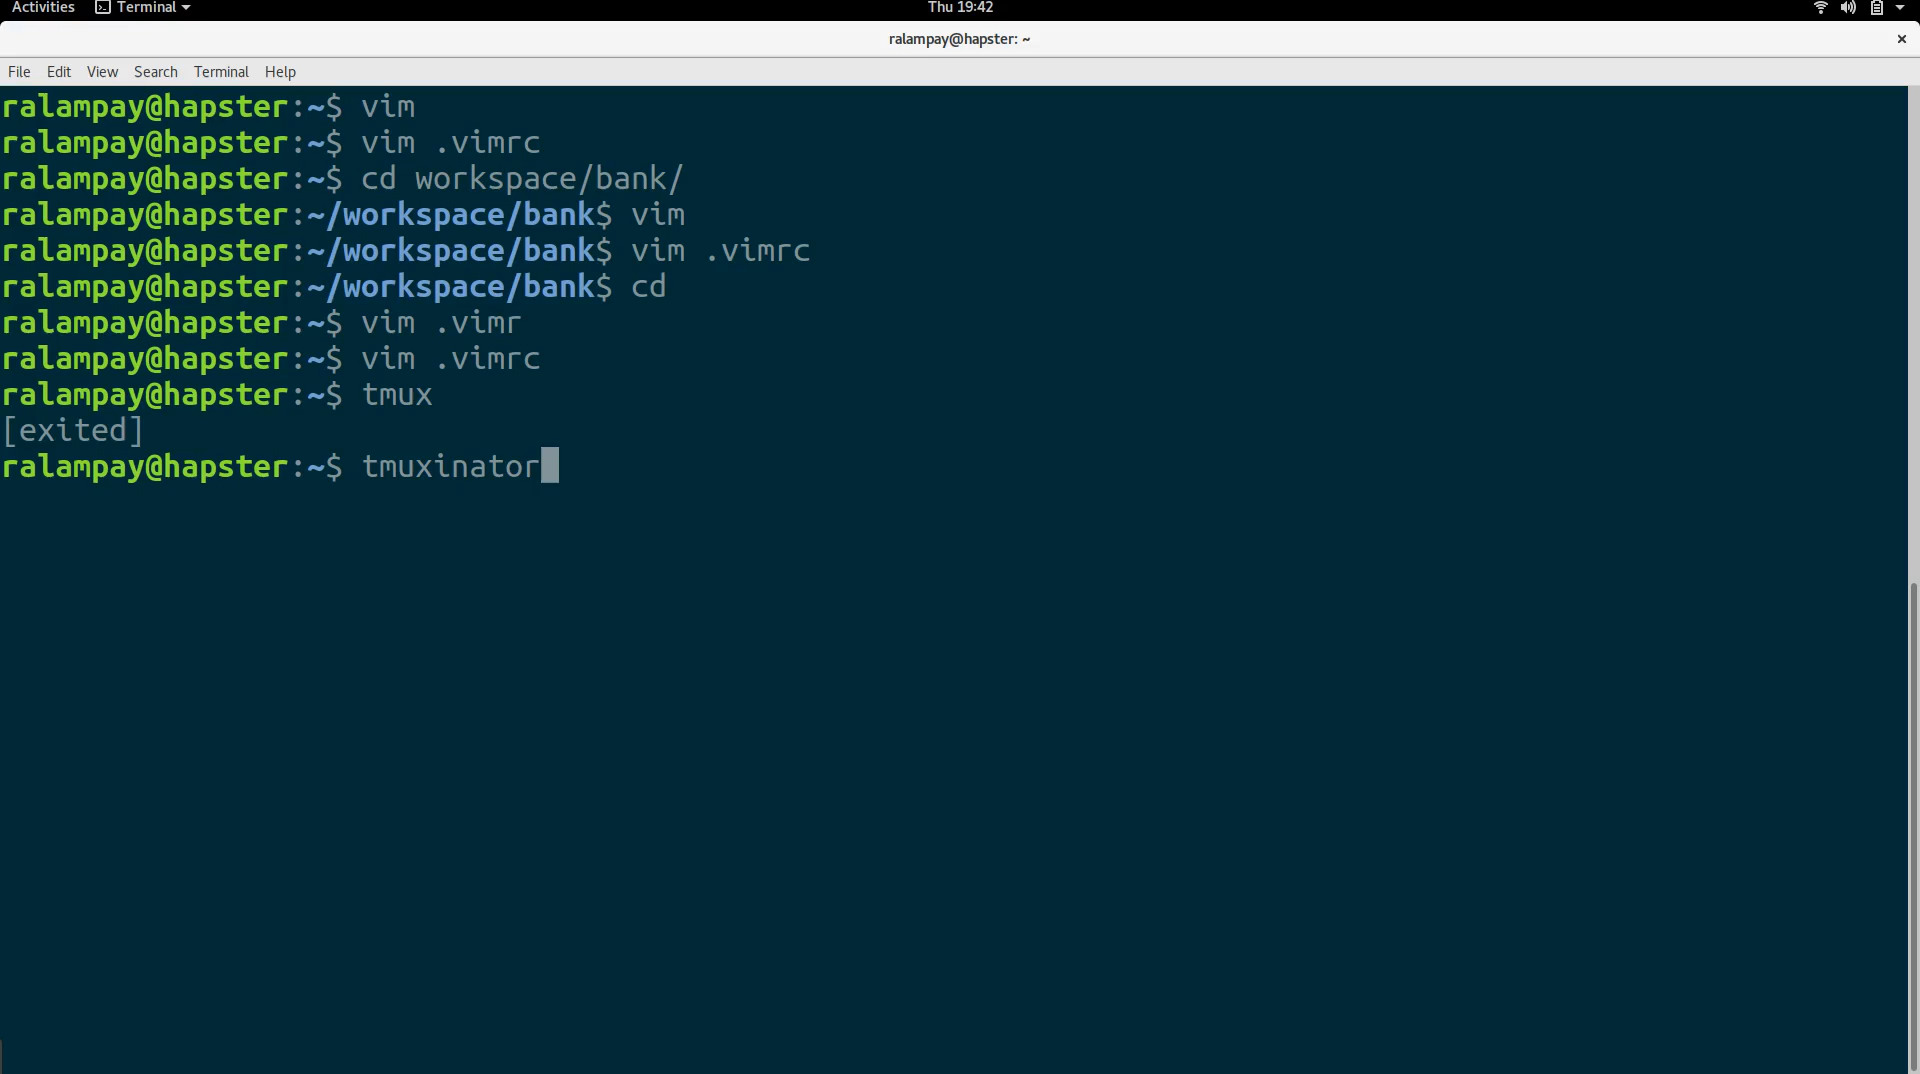 Activities Terminal Thu 19:42
ralampay@hapster: ~ ×
File Edit View Search Terminal Help
ralampay@hapster:~$ vim
ralampay@hapster:~$ vim .vimrc
ralampay@hapster:~$ cd workspace/bank/
ralampay@hapster:~/workspace/bank$ vim
ralampay@hapster:~/workspace/bank$ vim .vimrc
ralampay@hapster:~/workspace/bank$ cd
ralampay@hapster:~$ vim .vimr
ralampay@hapster:~$ vim .vimrc
ralampay@hapster:~$ tmux
[exited]
ralampay@hapster:~$ tmuxinator